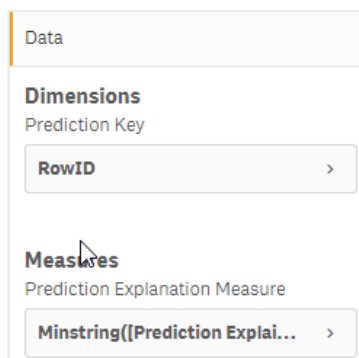 Data
Dimensions
Prediction Key
RowID
Measures
Prediction Explanation Measure
Minstring([Prediction Explai...